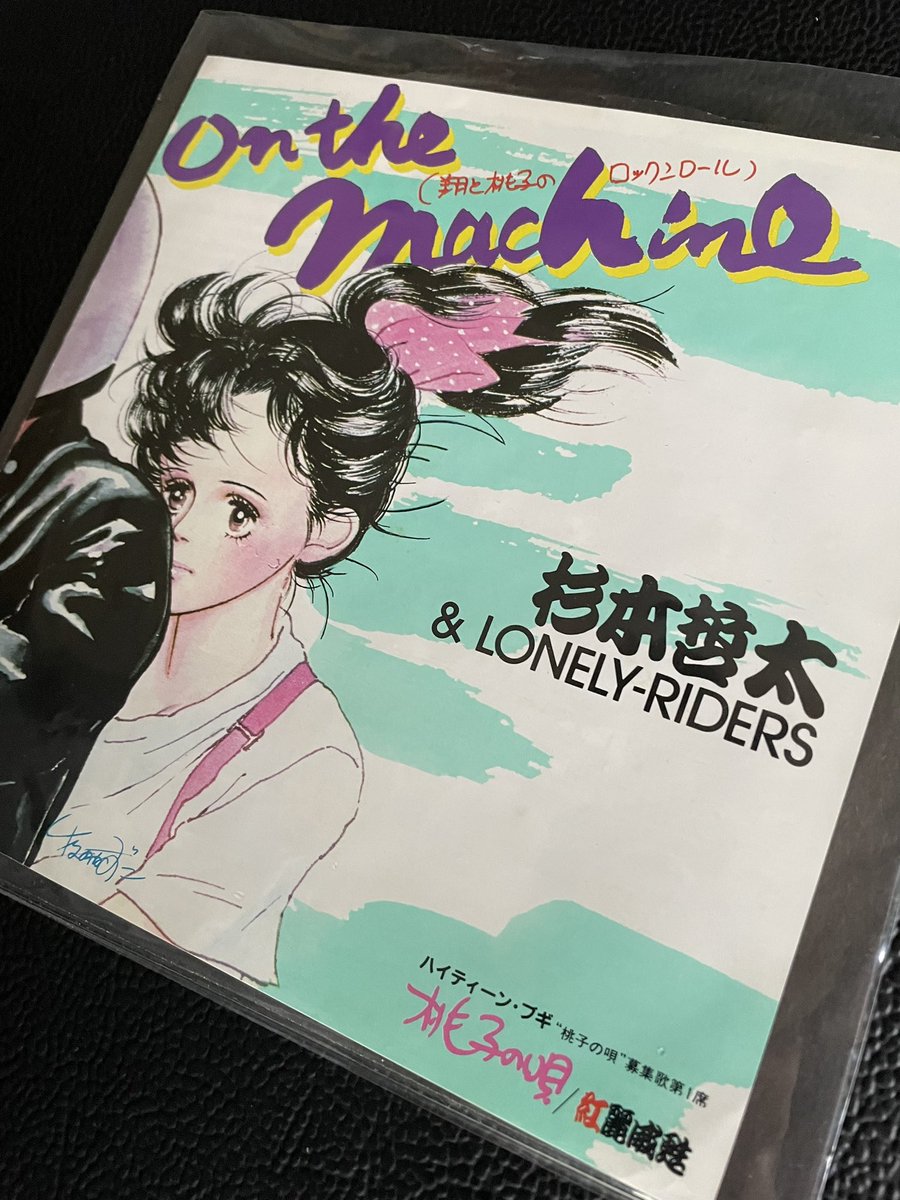 on the
machine
(翔と桃子の ロックンロール)
杉本哲太
& LONELY-RIDERS
ハイティーン・ブギ "桃子の唄" 募集歌第1席
桃子の唄/紅麗威甦